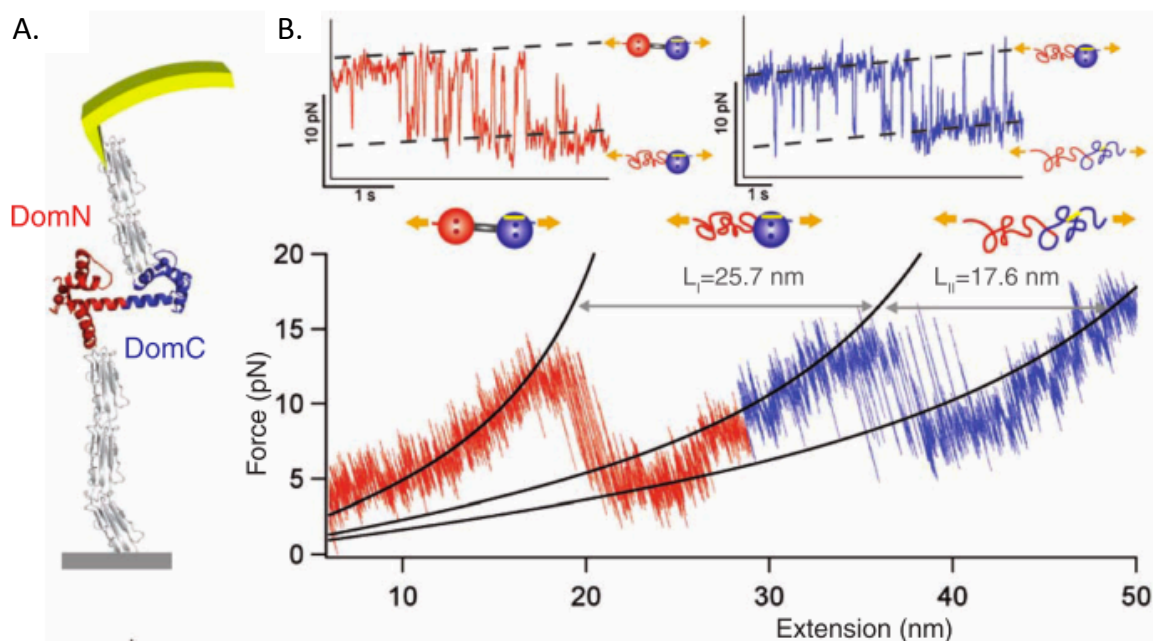 A.
DomN
DomC
B.
10 pN
1 s
10 pN
1 s
L_I=25.7 nm
L_II=17.6 nm
Force (pN)
20
15
10
5
0
10
20
30
40
50
Extension (nm)